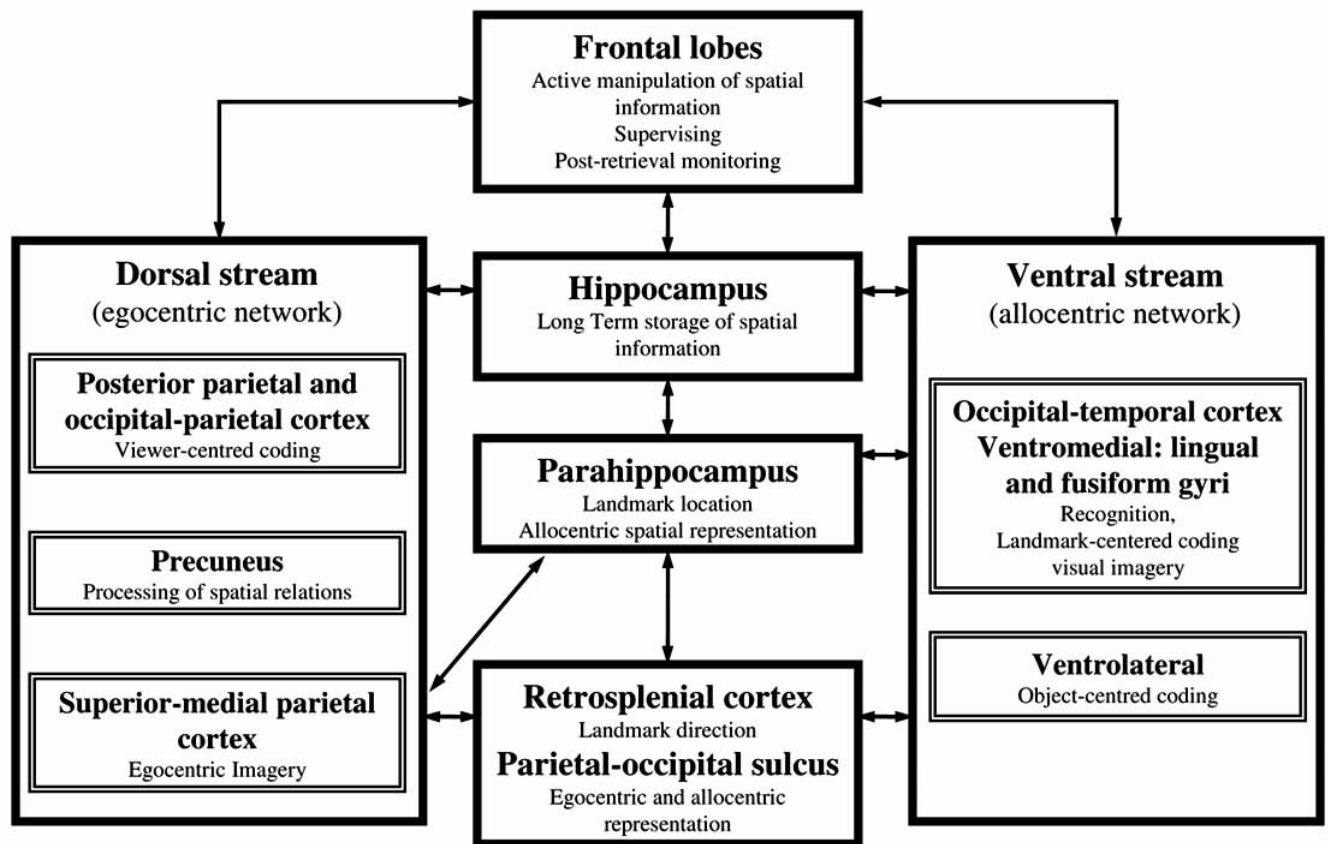 Frontal lobes
Active manipulation of spatial
information
Supervising
Post-retrieval monitoring
Dorsal stream
(egocentric network)
Posterior parietal and
occipital-parietal cortex
Viewer-centred coding
Precuneus
Processing of spatial relations
Superior-medial parietal
cortex
Egocentric Imagery
Hippocampus
Long Term storage of spatial
information
Parahippocampus
Landmark location
Allocentric spatial representation
Retrosplenial cortex
Landmark direction
Parietal-occipital sulcus
Egocentric and allocentric
representation
Ventral stream
(allocentric network)
Occipital-temporal cortex
Ventromedial: lingual
and fusiform gyri
Recognition,
Landmark-centered coding
visual imagery
Ventrolateral
Object-centred coding